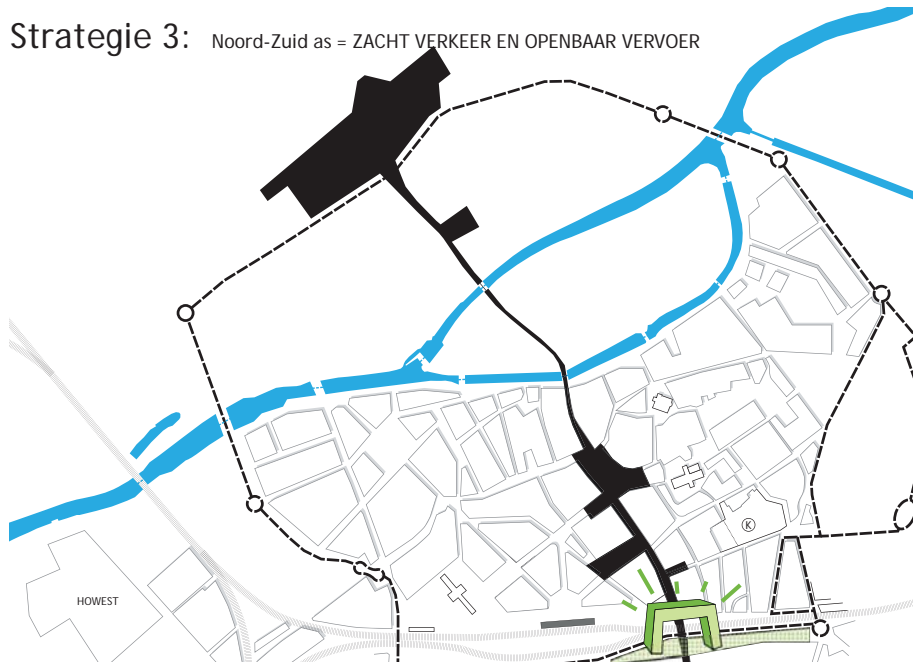 Strategie 3: Noord-Zuid as = ZACHT VERKEER EN OPENBAAR VERVOER
K
HOWEST